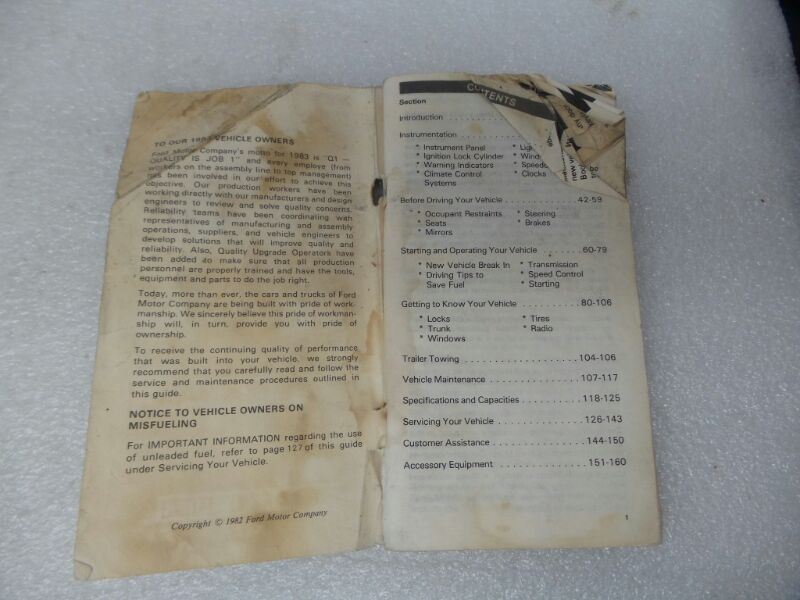 TO OUR 1983 VEHICLE OWNERS
Ford Motor Company's motto for 1983 is "Q1 —
QUALITY IS JOB 1" and every employe (from
workers on the assembly line to top management)
has been involved in our effort to achieve this
objective. Our production workers have been
working directly with our manufacturers and design
engineers to review and solve quality concerns.
Reliability teams have been coordinating with
representatives of manufacturing and assembly
operations, suppliers, and vehicle engineers to
develop solutions that will improve quality and
reliability. Also, Quality Upgrade Operators have
been added to make sure that all production
personnel are properly trained and have the tools,
equipment and parts to do the job right.
Today, more than ever, the cars and trucks of Ford
Motor Company are being built with pride of work-
manship. We sincerely believe this pride of workman-
ship will, in turn, provide you with pride of
ownership.
To receive the continuing quality of performance
that was built into your vehicle, we strongly
recommend that you carefully read and follow the
service and maintenance procedures outlined in
this guide.
NOTICE TO VEHICLE OWNERS ON
MISFUELING
For IMPORTANT INFORMATION regarding the use
of unleaded fuel, refer to page 127 of this guide
under Servicing Your Vehicle.
Copyright © 1982 Ford Motor Company
CONTENTS
Section
Introduction . . . . . . . . . . .
Instrumentation . . . . . . . . .
* Instrument Panel
* Ignition Lock Cylinder
* Warning Indicators
* Climate Control
Systems
* Clocks
Before Driving Your Vehicle . . . . . . . . . . . . .42-59
* Occupant Restraints * Steering
* Seats * Brakes
* Mirrors
Starting and Operating Your Vehicle . . . . . . . .60-79
* New Vehicle Break In * Transmission
* Driving Tips to * Speed Control
Save Fuel * Starting
Getting to Know Your Vehicle . . . . . . . . . . . 80-106
* Locks * Tires
* Trunk * Radio
* Windows
Trailer Towing . . . . . . . . . . . . . . . . . . . 104-106
Vehicle Maintenance . . . . . . . . . . . . . . . 107-117
Specifications and Capacities . . . . . . . . . . 118-125
Servicing Your Vehicle . . . . . . . . . . . . . . 126-143
Customer Assistance . . . . . . . . . . . . . . . 144-150
Accessory Equipment . . . . . . . . . . . . . . 151-160
1